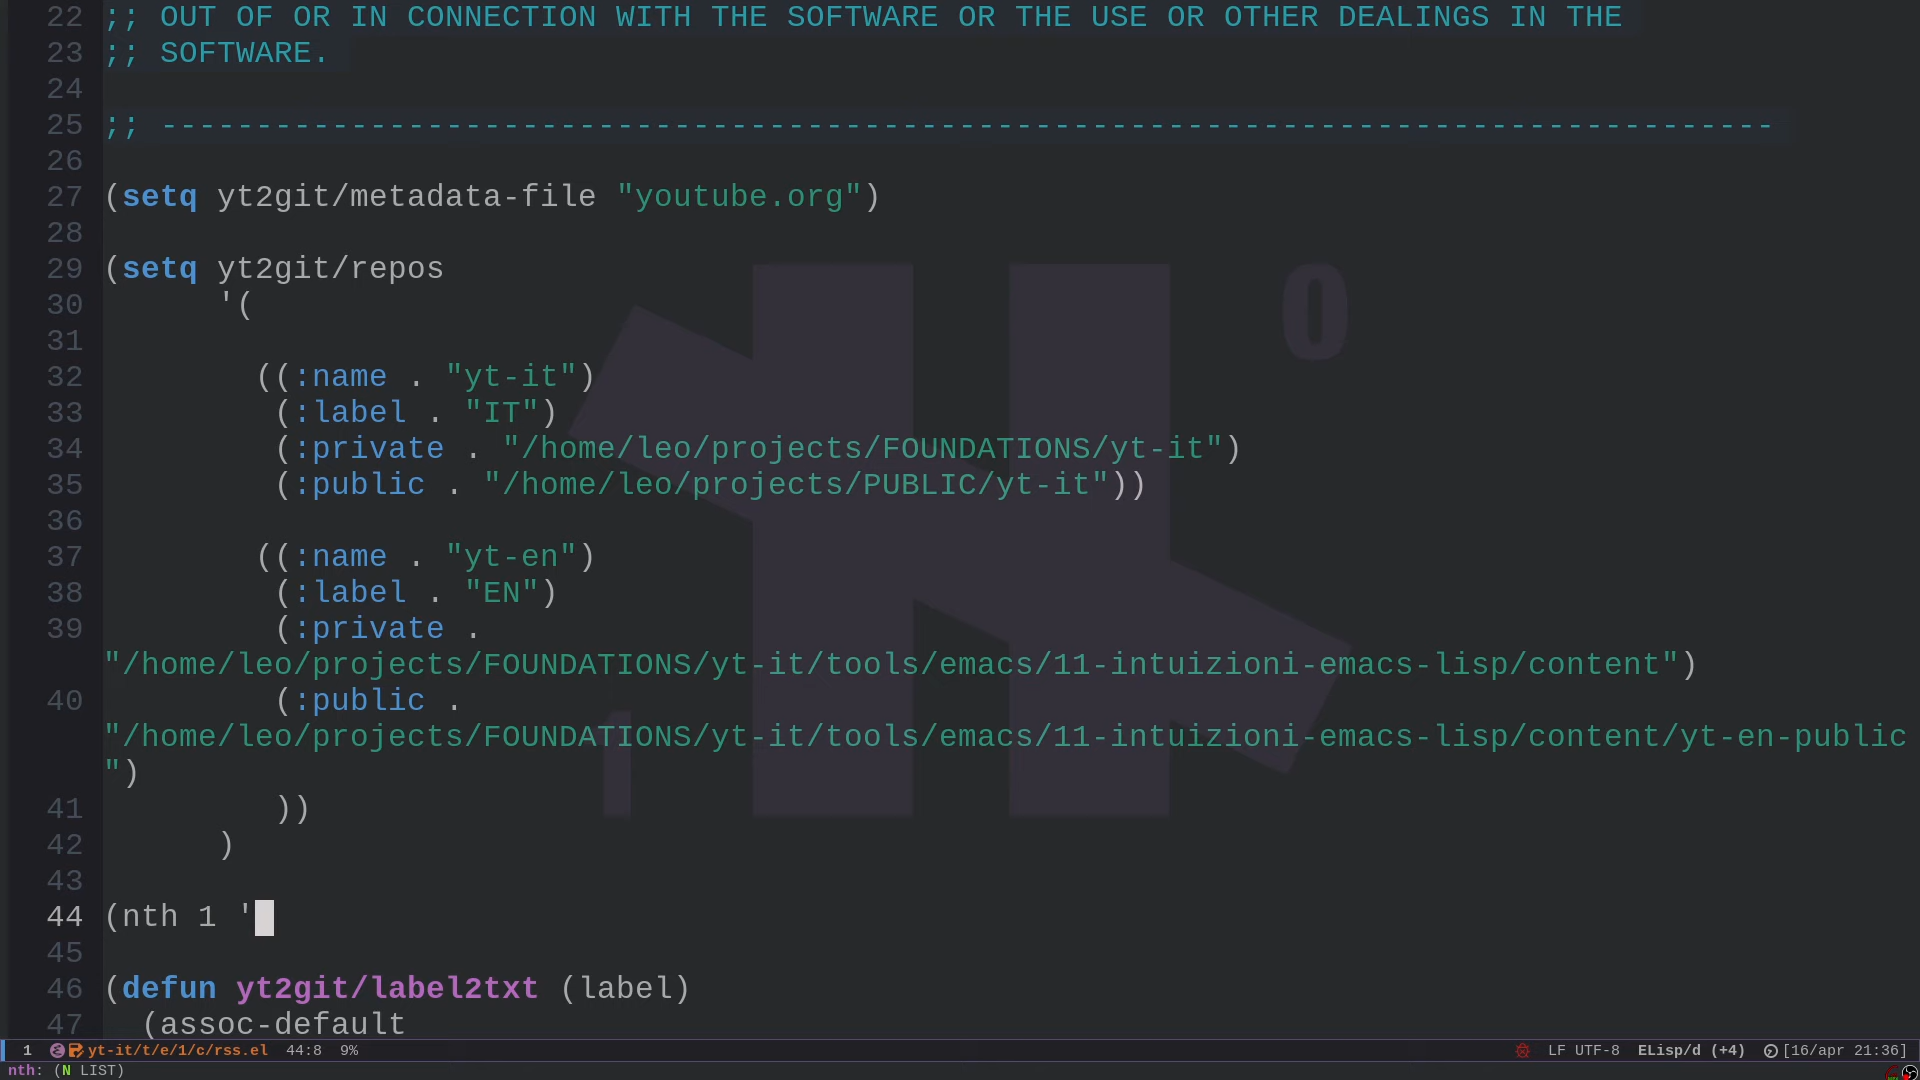 22 ;; OUT OF OR IN CONNECTION WITH THE SOFTWARE OR THE USE OR OTHER DEALINGS IN THE
23 ;; SOFTWARE.
24
25 ;; -------------------------------------------------------------------------------------
26
27 (setq yt2git/metadata-file "youtube.org")
28
29 (setq yt2git/repos
30       '(
31
32         ((:name . "yt-it")
33          (:label . "IT")
34          (:private . "/home/leo/projects/FOUNDATIONS/yt-it")
35          (:public . "/home/leo/projects/PUBLIC/yt-it"))
36
37         ((:name . "yt-en")
38          (:label . "EN")
39          (:private .
"/home/leo/projects/FOUNDATIONS/yt-it/tools/emacs/11-intuizioni-emacs-lisp/content")
40          (:public .
"/home/leo/projects/FOUNDATIONS/yt-it/tools/emacs/11-intuizioni-emacs-lisp/content/yt-en-public
")
41          ))
42       )
43
44 (nth 1 '
45
46 (defun yt2git/label2txt (label)
47   (assoc-default
1 yt-it/t/e/1/c/rss.el 44:8 9% LF UTF-8 ELisp/d (+4) [16/apr 21:36]
nth: (N LIST)